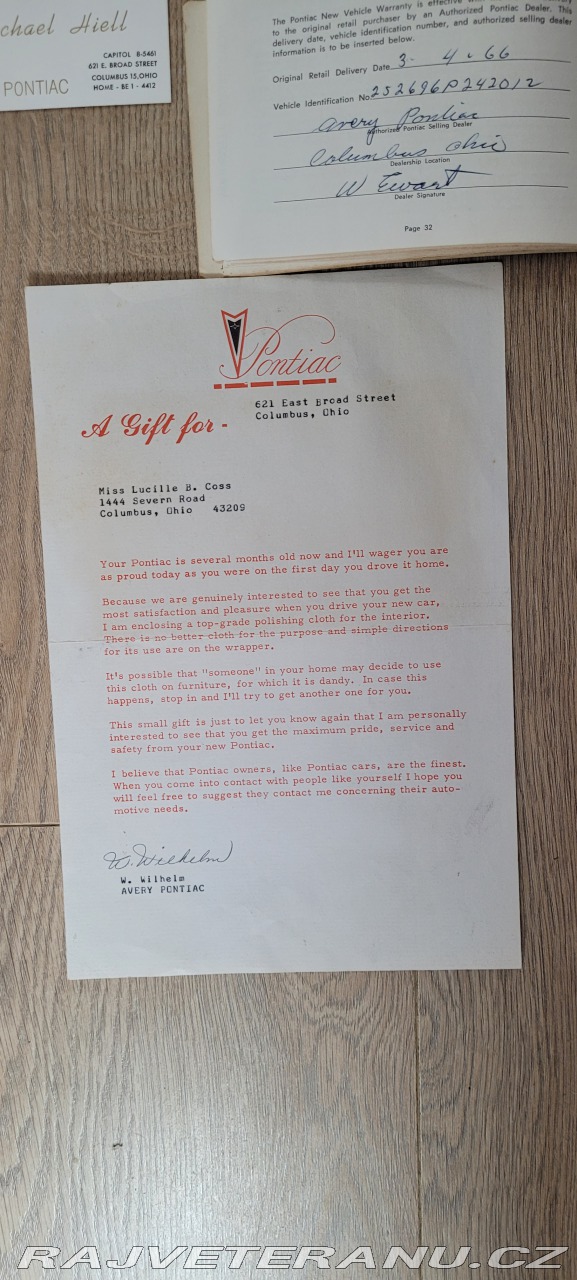 chael Hiell
CAPITOL 8-5461
621 E. BROAD STREET
COLUMBUS 15, OHIO
HOME - BE 1 - 4412
PONTIAC
The Pontiac New Vehicle Warranty is effective
to the original retail purchaser by an Authorized Pontiac Dealer. This
delivery date, vehicle identification number, and authorized selling dealer
information is to be inserted below.
Original Retail Delivery Date 3 - 4 - 66
Vehicle Identification No. 252696P242012
Avery Pontiac
Authorized Pontiac Selling Dealer
Columbus Ohio
Dealership Location
W Ewart
Dealer Signature
Page 32
Pontiac
621 East Broad Street
Columbus, Ohio
A Gift for -
Miss Lucille B. Coss
1444 Severn Road
Columbus, Ohio 43209
Your Pontiac is several months old now and I'll wager you are
as proud today as you were on the first day you drove it home.
Because we are genuinely interested to see that you get the
most satisfaction and pleasure when you drive your new car,
I am enclosing a top-grade polishing cloth for the interior.
There is no better cloth for the purpose and simple directions
for its use are on the wrapper.
It's possible that "someone" in your home may decide to use
this cloth on furniture, for which it is dandy. In case this
happens, stop in and I'll try to get another one for you.
This small gift is just to let you know again that I am personally
interested to see that you get the maximum pride, service and
safety from your new Pontiac.
I believe that Pontiac owners, like Pontiac cars, are the finest.
When you come into contact with people like yourself I hope you
will feel free to suggest they contact me concerning their auto-
motive needs.
W. Wilhelm
W. Wilhelm
AVERY PONTIAC
RAJVETERANU.CZ